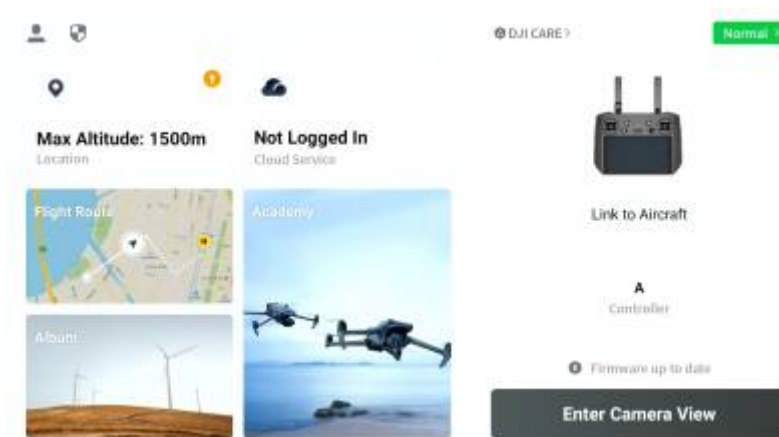 Max Altitude: 1500m
Location
Not Logged In
Cloud Service
Flight Route
Academy
Album
DJI CARE >
Normal >
Link to Aircraft
A
Controller
Firmware up to date
Enter Camera View